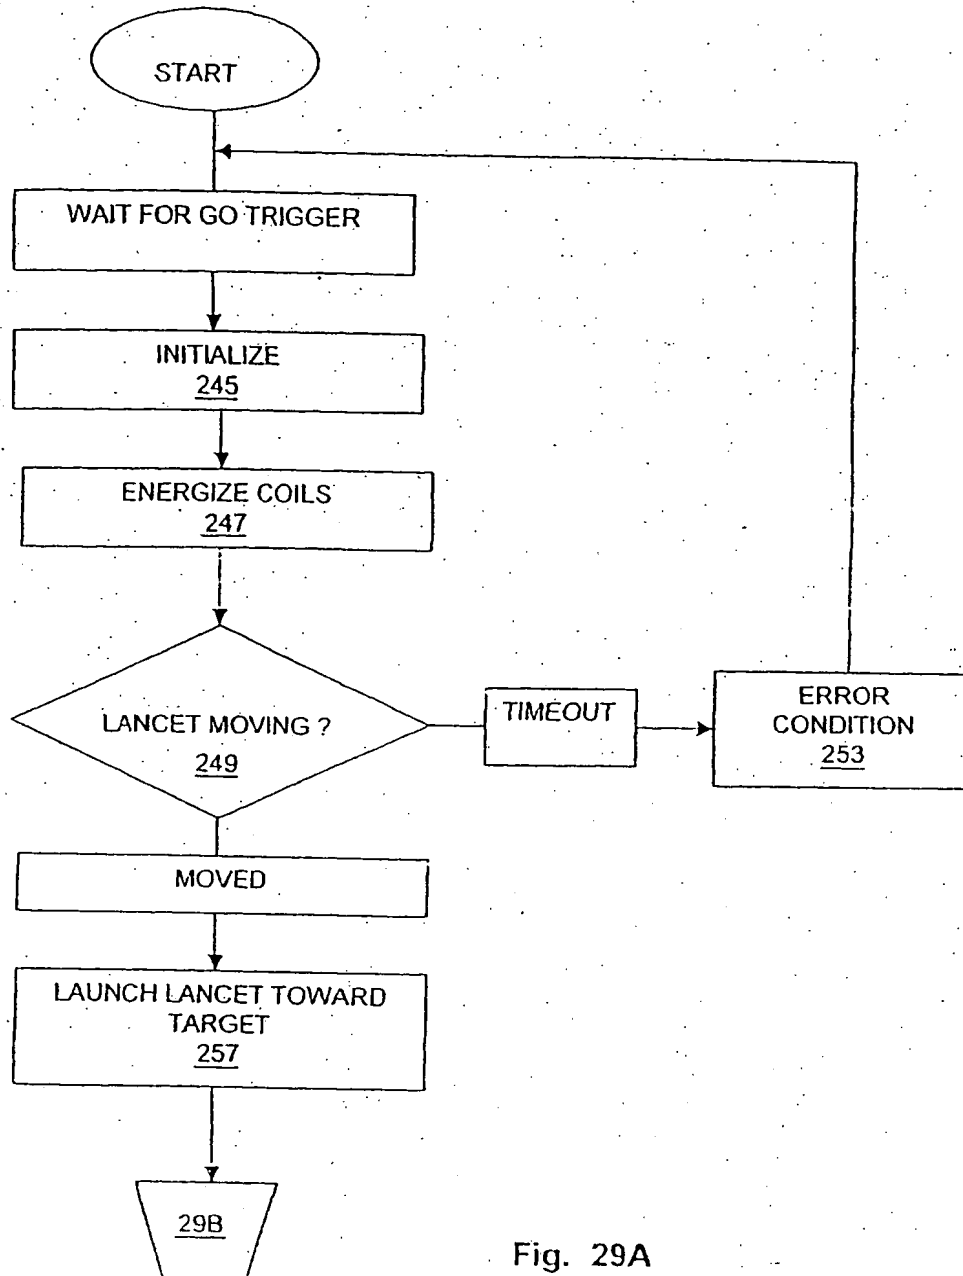 START
WAIT FOR GO TRIGGER
INITIALIZE
245
ENERGIZE COILS
247
LANCET MOVING ?
249
TIMEOUT
ERROR
CONDITION
253
MOVED
LAUNCH LANCET TOWARD
TARGET
257
29B
Fig. 29A